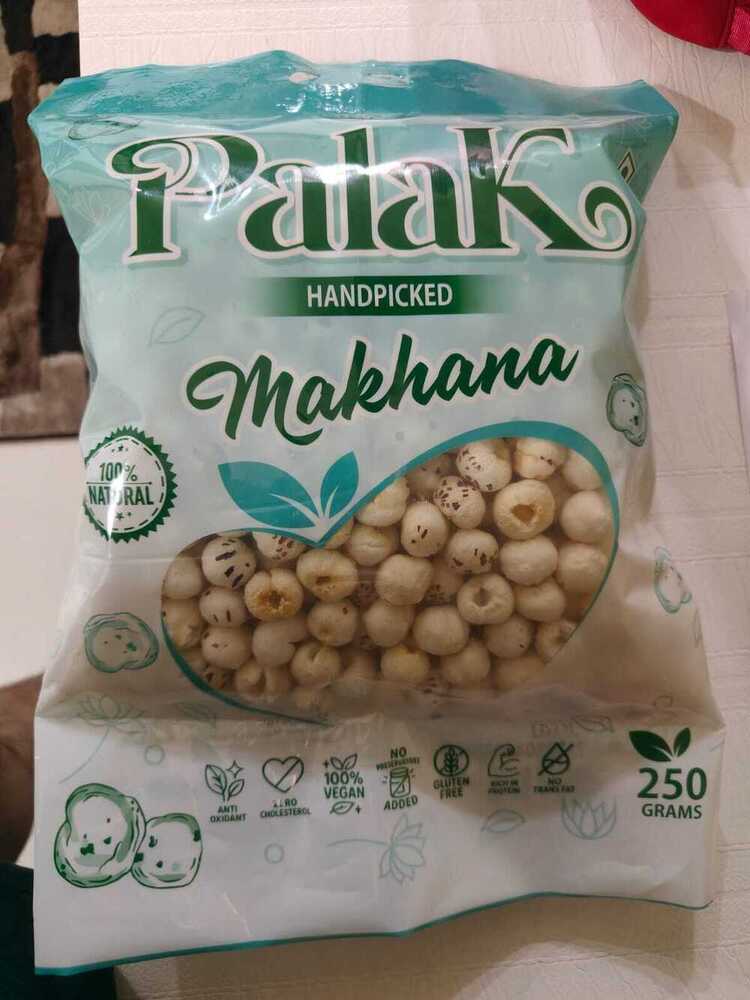 Palak
HANDPICKED
Makhana
100%
NATURAL
ANTI
OXIDANT
ZERO
CHOLESTEROL
100%
VEGAN
NO
PRESERVATIVE
ADDED
GLUTEN
FREE
RICH IN
PROTEIN
NO
TRANS FAT
250
GRAMS